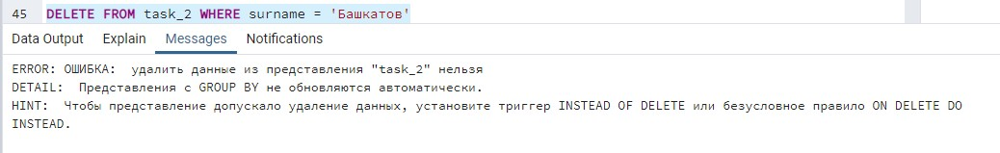 45 DELETE FROM task_2 WHERE surname = 'Башкатов'
Data Output Explain Messages Notifications
ERROR: ОШИБКА:  удалить данные из представления "task_2" нельзя
DETAIL:  Представления с GROUP BY не обновляются автоматически.
HINT:  Чтобы представление допускало удаление данных, установите триггер INSTEAD OF DELETE или безусловное правило ON DELETE DO
INSTEAD.